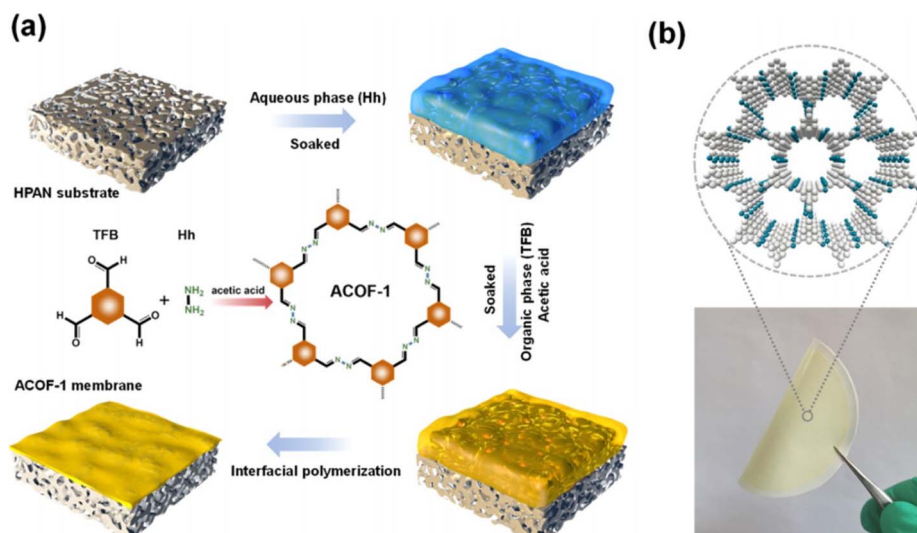 (a)
(b)
Aqueous phase (Hh)
Soaked
HPAN substrate
TFB
Hh
O
H
H
O
O
H
+
NH2
NH2
acetic acid
N
N
N
N
N
N
N
N
N
N
N
N
ACOF-1
Soaked
Organic phase (TFB)
Acetic acid
ACOF-1 membrane
Interfacial polymerization